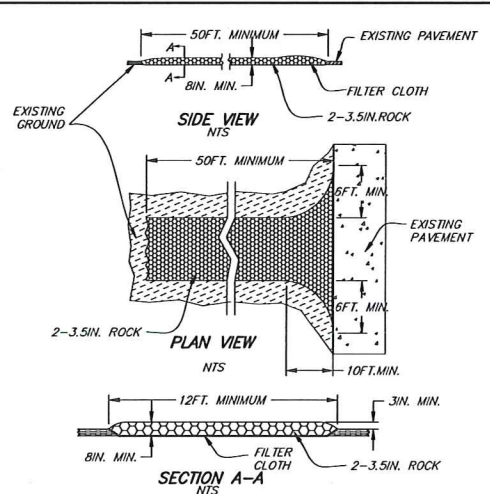 50FT. MINIMUM
EXISTING PAVEMENT
A
A
8IN. MIN.
FILTER CLOTH
EXISTING
GROUND
SIDE VIEW
NTS
2-3.5IN.ROCK
50FT. MINIMUM
6FT. MIN.
EXISTING
PAVEMENT
6FT. MIN.
2-3.5IN. ROCK
PLAN VIEW
NTS
10FT.MIN.
12FT. MINIMUM
3IN. MIN.
8IN. MIN.
FILTER
CLOTH
2-3.5IN. ROCK
SECTION A-A
NTS